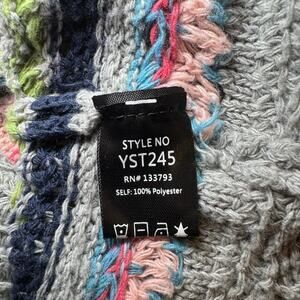 STYLE NO
YST245
RN# 133793
SELF: 100% Polyester